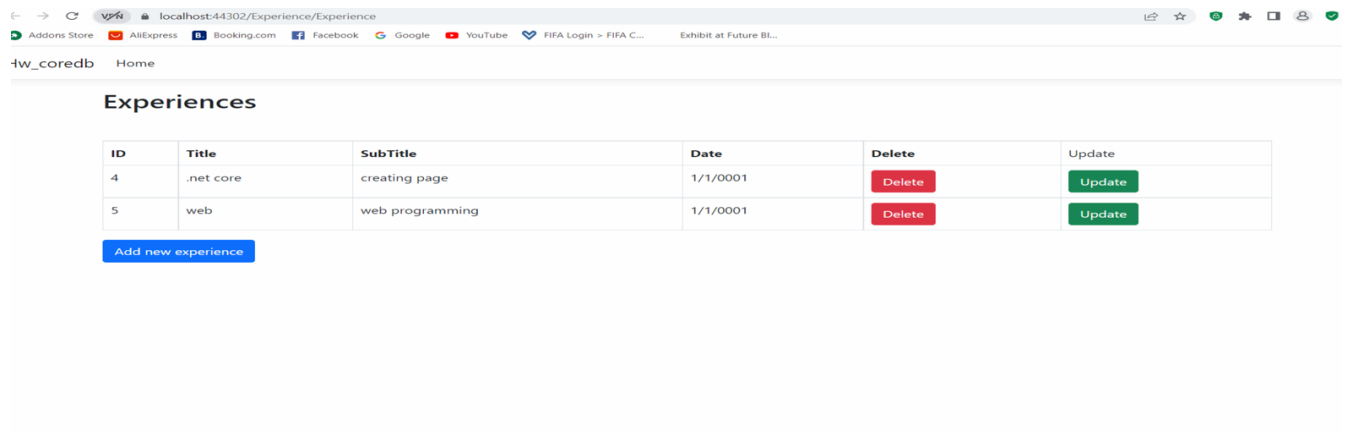 VPN localhost:44302/Experience/Experience
Addons Store AliExpress B. Booking.com Facebook G Google YouTube FIFA Login > FIFA C... Exhibit at Future BI...
Hw_coredb Home
Experiences
ID Title SubTitle Date Delete Update
4 .net core creating page 1/1/0001 Delete Update
5 web web programming 1/1/0001 Delete Update
Add new experience